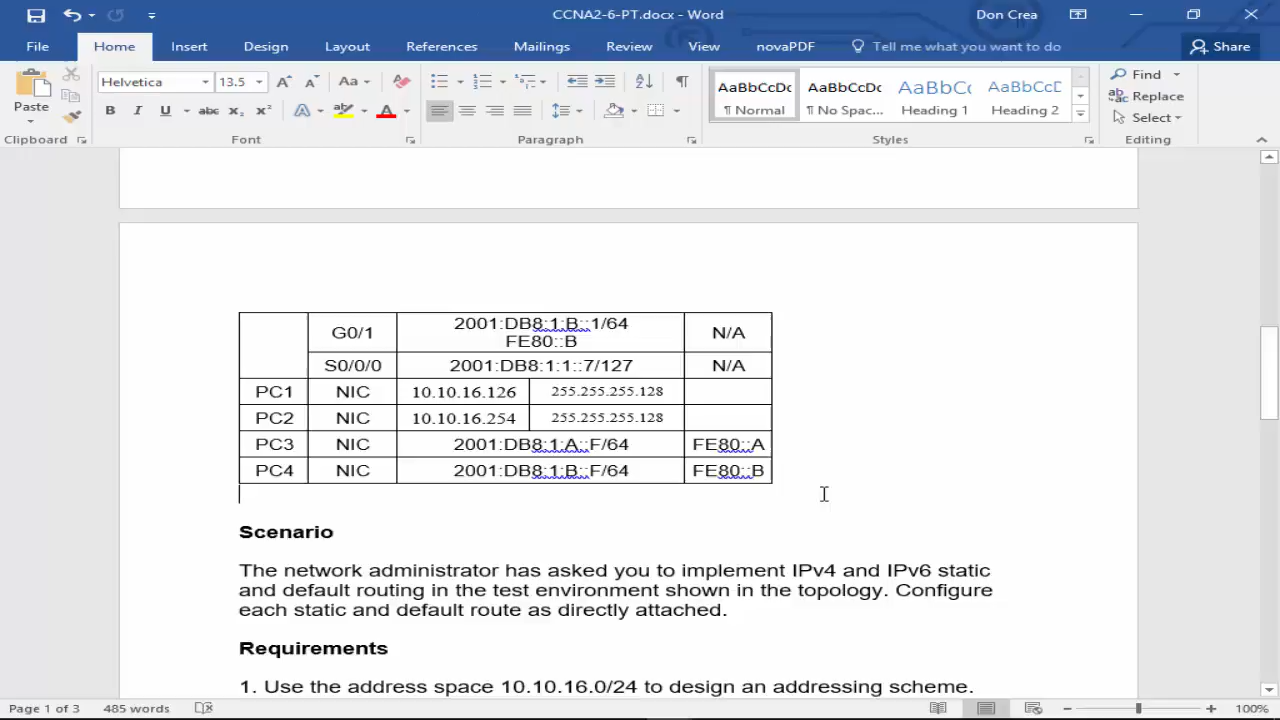 CCNA2-6-PT.docx - Word
Don Crea
File Home Insert Design Layout References Mailings Review View novaPDF Tell me what you want to do Share
Paste
Helvetica 13.5 A A Aa
B I U abc x₂ x² A A
AaBbCcDc AaBbCcDc AaBbC( AaBbCcD
¶ Normal ¶ No Spac... Heading 1 Heading 2
Find
Replace
Select
Clipboard Font Paragraph Styles Editing
G0/1 2001:DB8:1:B::1/64 N/A
FE80::B
S0/0/0 2001:DB8:1:1::7/127 N/A
PC1 NIC 10.10.16.126 255.255.255.128
PC2 NIC 10.10.16.254 255.255.255.128
PC3 NIC 2001:DB8:1:A::F/64 FE80::A
PC4 NIC 2001:DB8:1:B::F/64 FE80::B
Scenario
The network administrator has asked you to implement IPv4 and IPv6 static
and default routing in the test environment shown in the topology. Configure
each static and default route as directly attached.
Requirements
1. Use the address space 10.10.16.0/24 to design an addressing scheme.
Page 1 of 3 485 words 100%